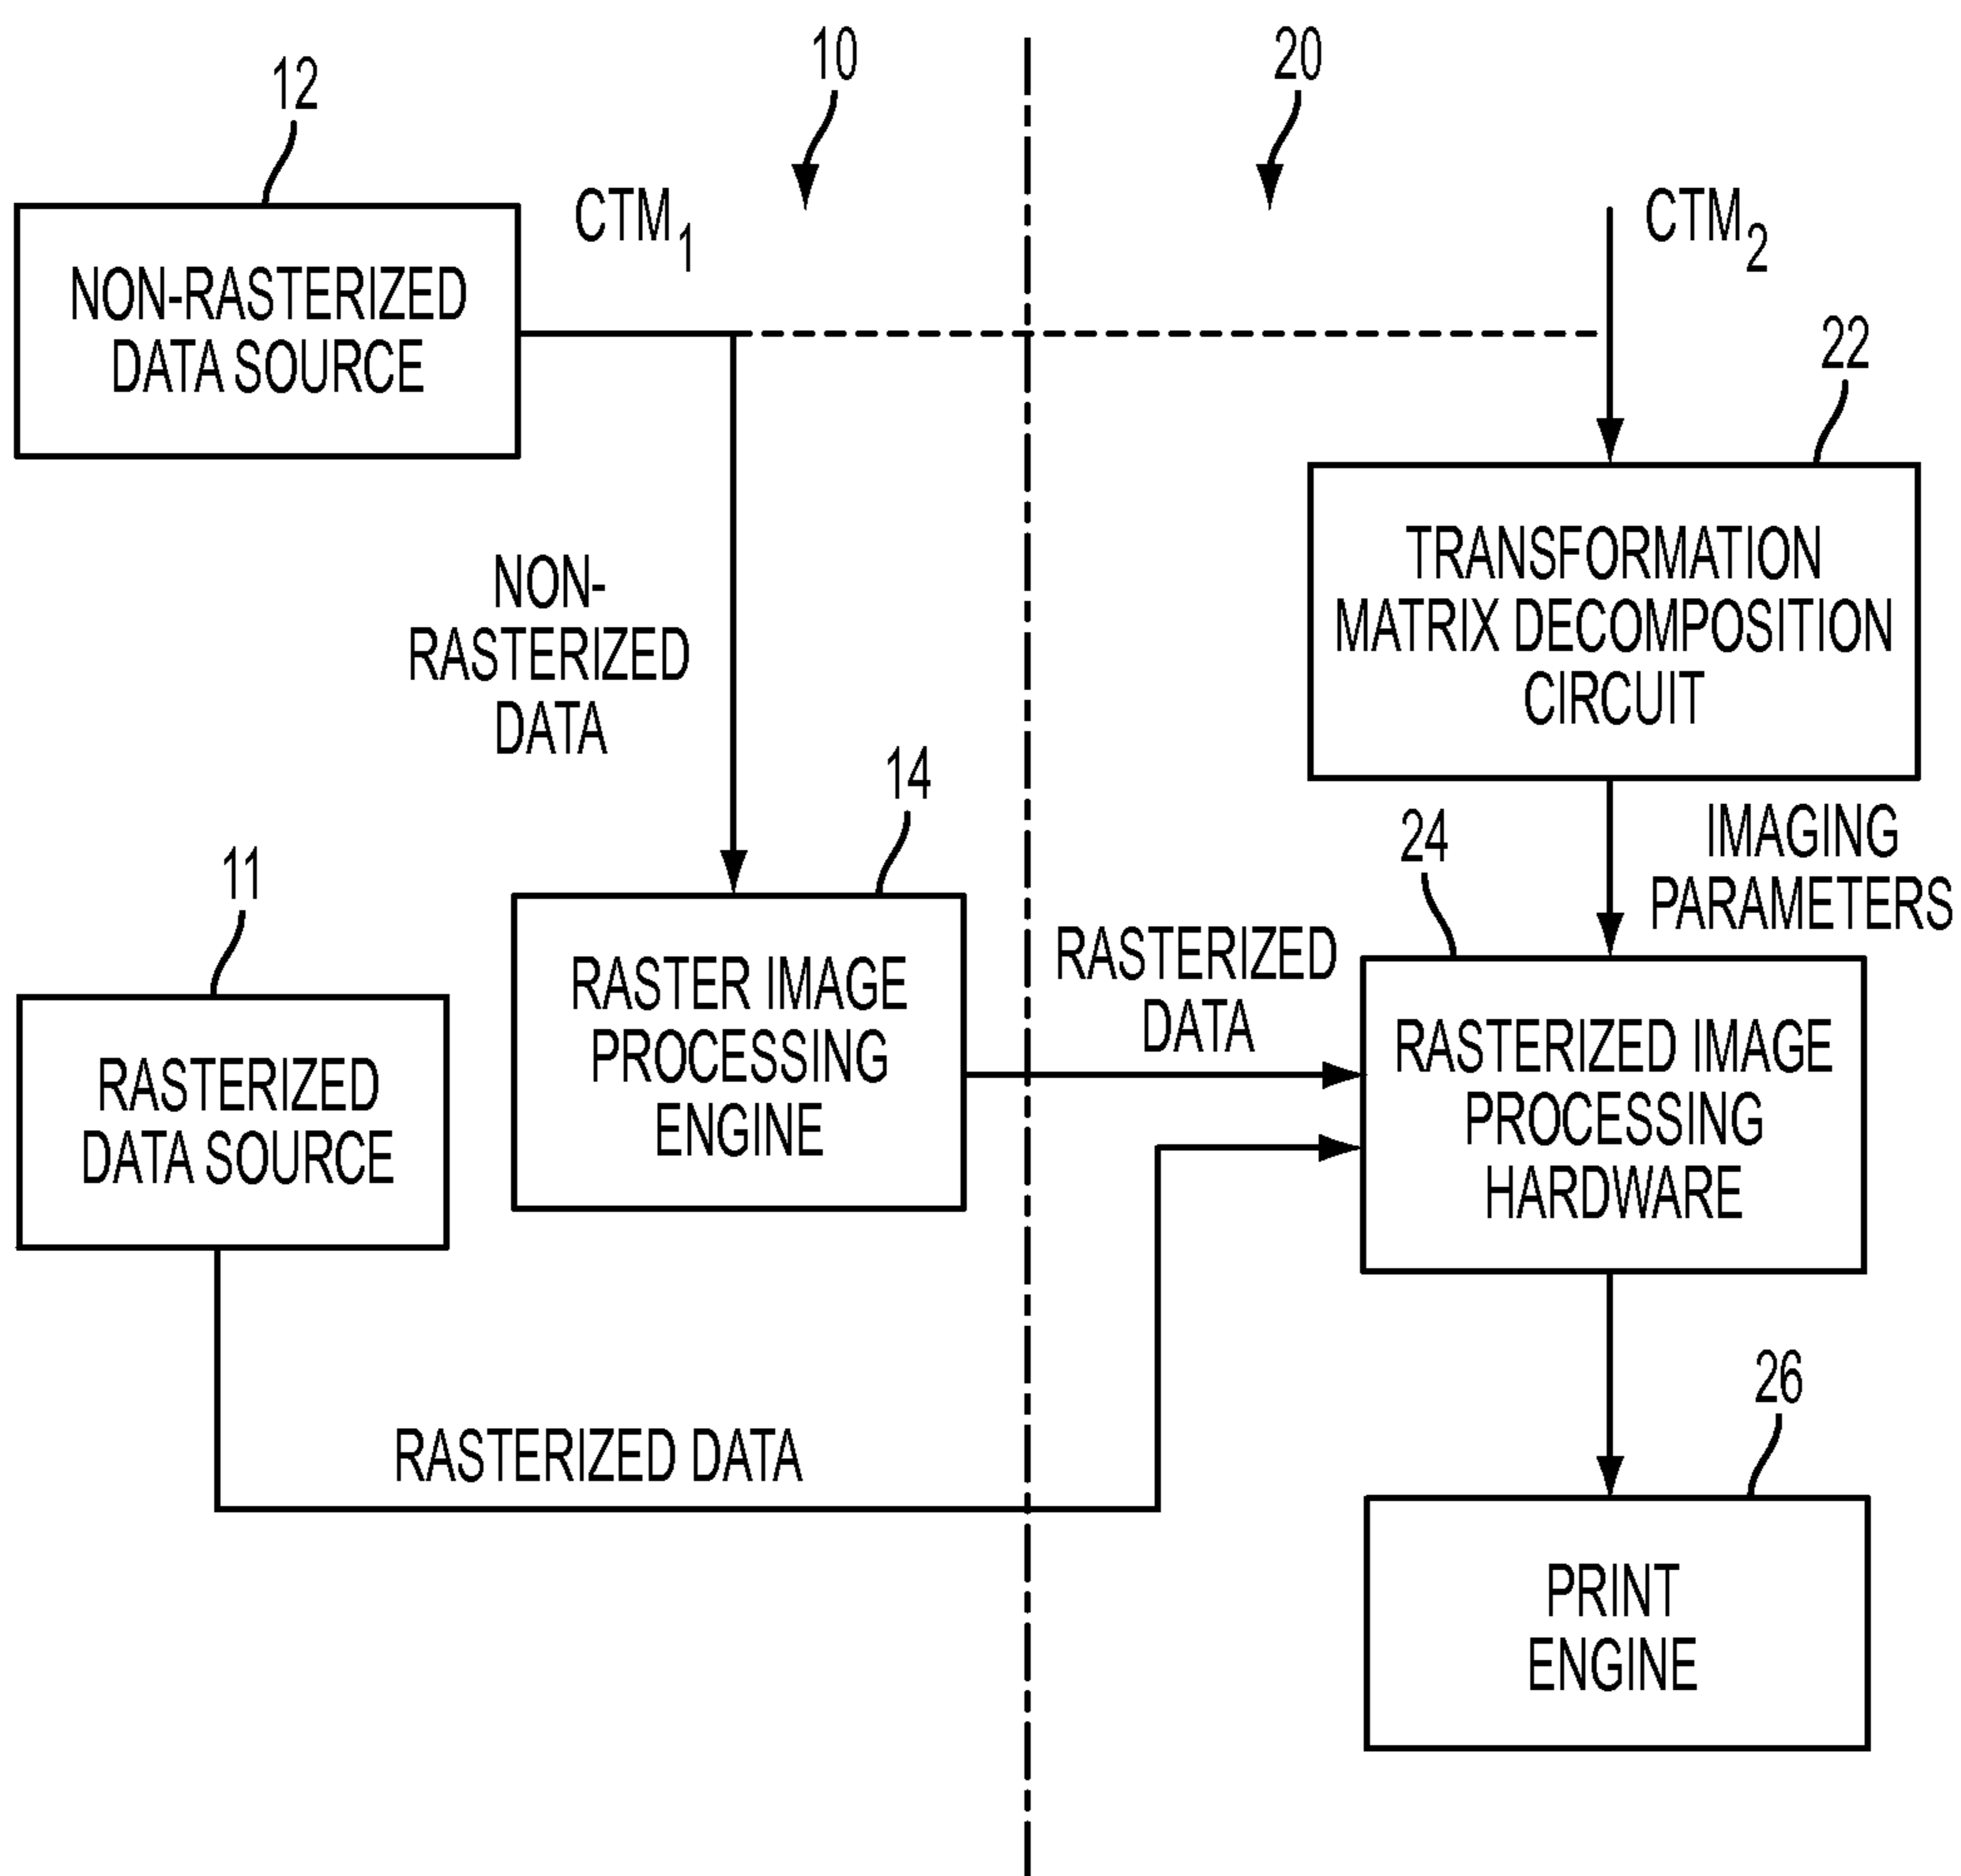 10
20
12
CTM1
CTM2
NON-RASTERIZED
DATA SOURCE
22
TRANSFORMATION
MATRIX DECOMPOSITION
CIRCUIT
NON-
RASTERIZED
DATA
14
24
IMAGING
PARAMETERS
11
RASTER IMAGE
PROCESSING
ENGINE
RASTERIZED
DATA
RASTERIZED IMAGE
PROCESSING
HARDWARE
RASTERIZED
DATA SOURCE
RASTERIZED DATA
26
PRINT
ENGINE